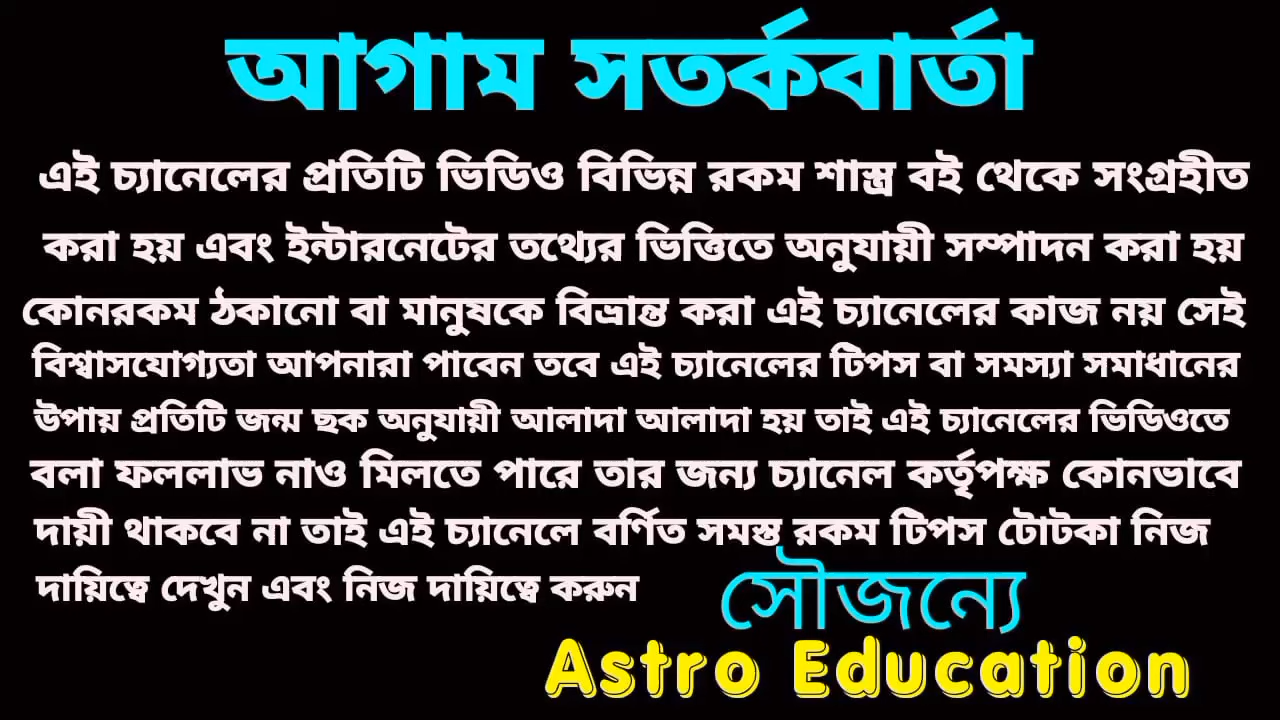 আগাম সতর্কবার্তা
এই চ্যানেলের প্রতিটি ভিডিও বিভিন্ন রকম শাস্ত্র বই থেকে সংগ্রহীত
করা হয় এবং ইন্টারনেটের তথ্যের ভিত্তিতে অনুযায়ী সম্পাদন করা হয়
কোনরকম ঠকানো বা মানুষকে বিভ্রান্ত করা এই চ্যানেলের কাজ নয় সেই
বিশ্বাসযোগ্যতা আপনারা পাবেন তবে এই চ্যানেলের টিপস বা সমস্যা সমাধানের
উপায় প্রতিটি জন্ম ছক অনুযায়ী আলাদা আলাদা হয় তাই এই চ্যানেলের ভিডিওতে
বলা ফললাভ নাও মিলতে পারে তার জন্য চ্যানেল কর্তৃপক্ষ কোনভাবে
দায়ী থাকবে না তাই এই চ্যানেলে বর্ণিত সমস্ত রকম টিপস টোটকা নিজ
দায়িত্বে দেখুন এবং নিজ দায়িত্বে করুন
সৌজন্যে
Astro Education